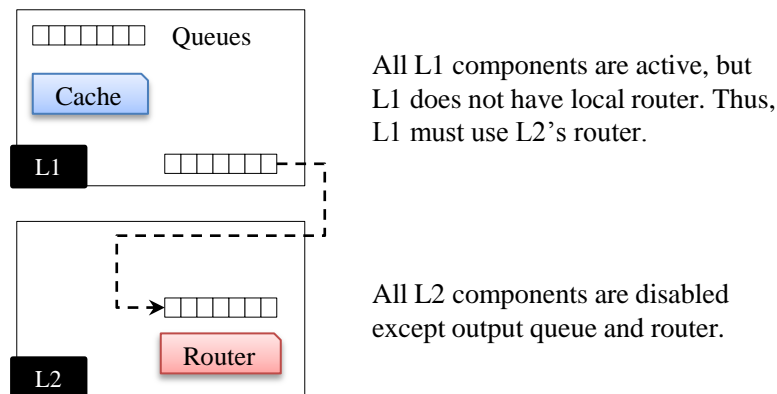 Queues
Cache
L1
All L1 components are active, but
L1 does not have local router. Thus,
L1 must use L2’s router.
All L2 components are disabled
except output queue and router.
Router
L2